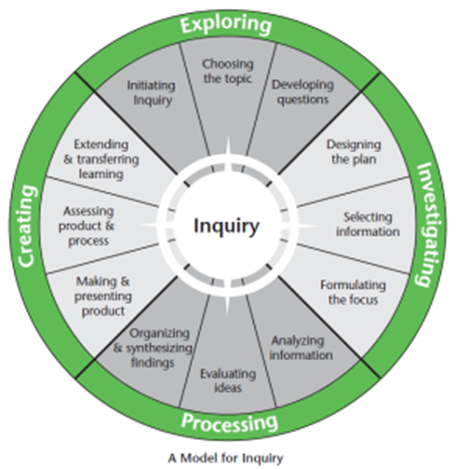 Exploring
Initiating
Inquiry
Choosing
the topic
Developing
questions
Investigating
Designing
the plan
Selecting
information
Formulating
the focus
Processing
Analyzing
information
Evaluating
ideas
Organizing
& synthesizing
findings
Creating
Making &
presenting
product
Assessing
product &
process
Extending
& transferring
learning
Inquiry
A Model for Inquiry